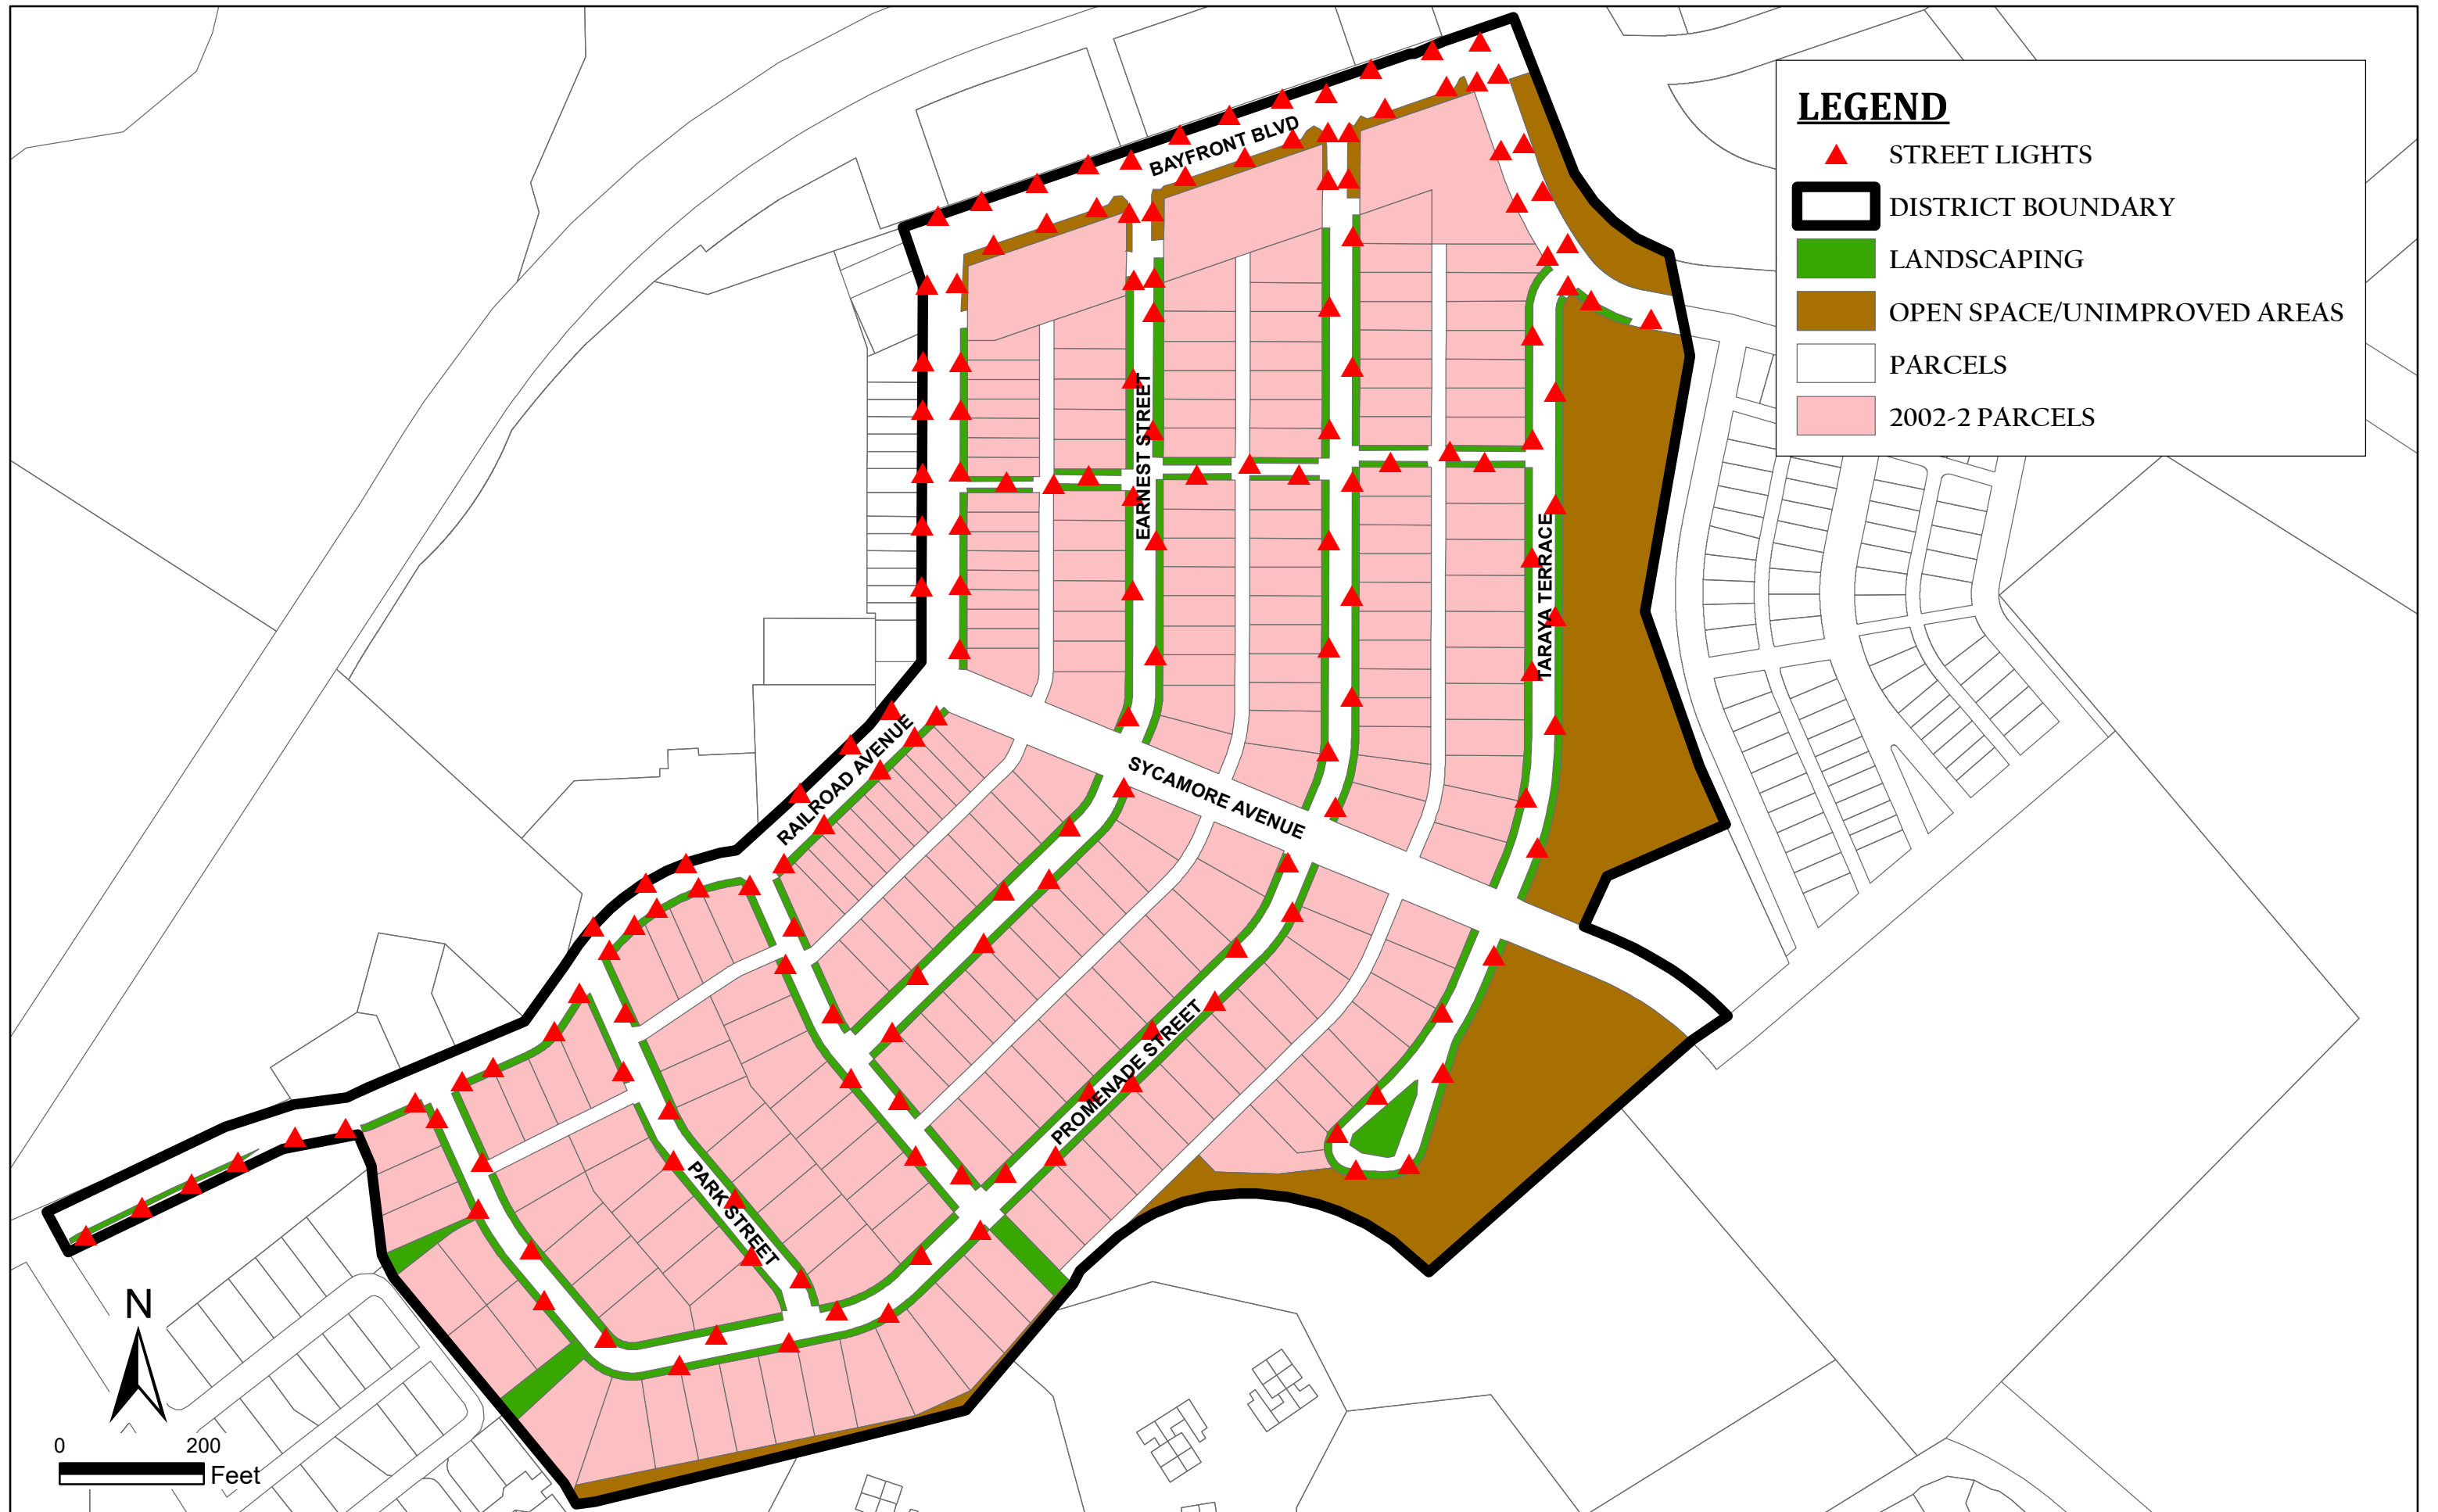 BAYFRONT BLVD
EARNEST STREET
TARAYA TERRACE
RAILROAD AVENUE
SYCAMORE AVENUE
PROMENADE STREET
PARK STREET
LEGEND
STREET LIGHTS
DISTRICT BOUNDARY
LANDSCAPING
OPEN SPACE/UNIMPROVED AREAS
PARCELS
2002-2 PARCELS
N
0 200
Feet